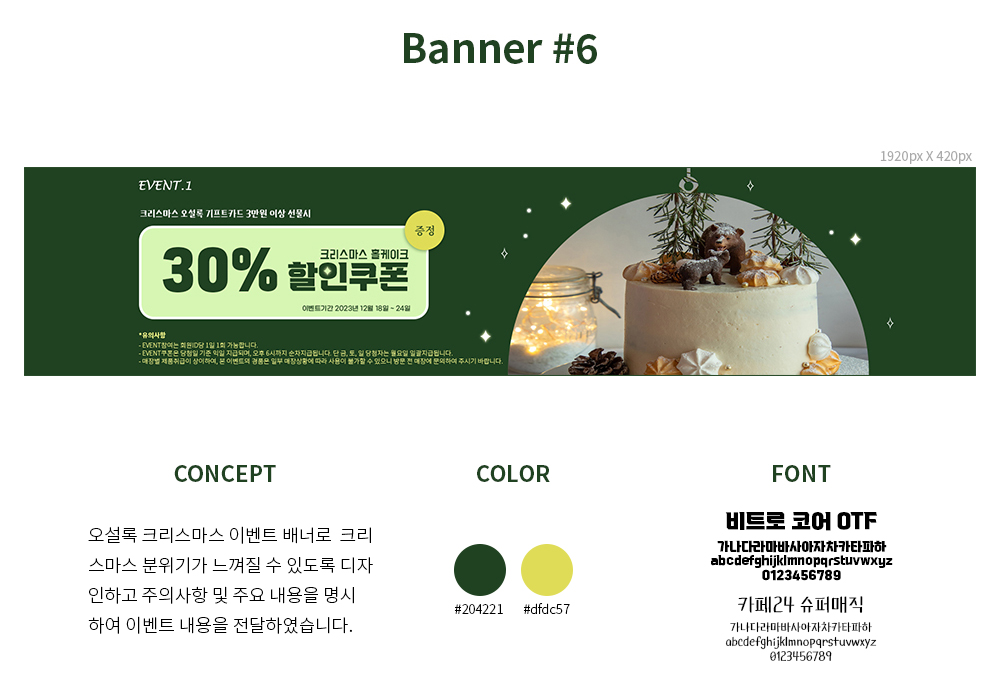 Banner #6
1920px X 420px
EVENT.1
크리스마스 오설록 기프트카드 3만원 이상 선물시
증정
30%
크리스마스 홀케이크
할인쿠폰
이벤트기간 2023년 12월 18일 ~ 24일
*유의사항
- EVENT참여는 회원ID당 1일 1회 가능합니다.
- EVENT쿠폰은 당첨일 기준 익일 지급되며, 오후 6시까지 순차지급됩니다. 단 금, 토, 일 당첨자는 월요일 일괄지급됩니다.
- 매장별 제품취급이 상이하여, 본 이벤트의 경품은 일부 매장상황에 따라 사용이 불가할 수 있으니 방문 전 매장에 문의하여 주시기 바랍니다.
CONCEPT
오설록 크리스마스 이벤트 배너로 크리
스마스 분위기가 느껴질 수 있도록 디자
인하고 주의사항 및 주요 내용을 명시
하여 이벤트 내용을 전달하였습니다.
COLOR
#204221
#dfdc57
FONT
비트로 코어 OTF
가나다라마바사아자차카타파하
abcdefghijklmnopqrstuvwxyz
0123456789
카페24 슈퍼매직
가나다라마바사아자차카타파하
abcdefghijklmnopqrstuvwxyz
0123456789